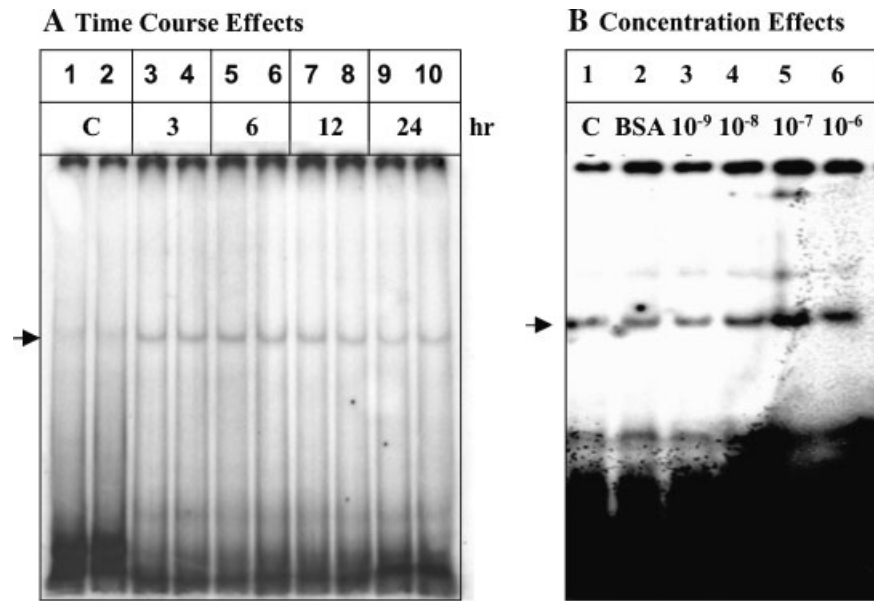 A Time Course Effects
1 2 3 4 5 6 7 8 9 10
C 3 6 12 24 hr
B Concentration Effects
1 2 3 4 5 6
C BSA 10⁻⁹ 10⁻⁸ 10⁻⁷ 10⁻⁶